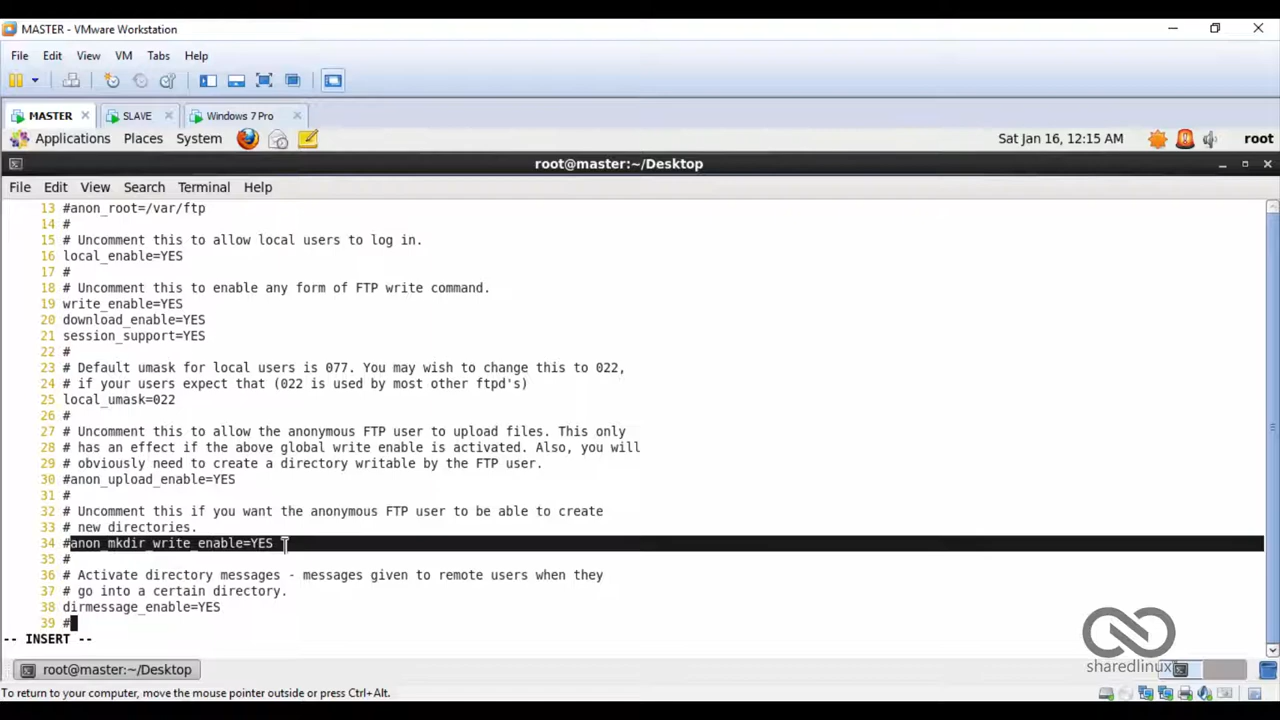 MASTER - VMware Workstation
File Edit View VM Tabs Help
MASTER SLAVE Windows 7 Pro
Applications Places System Sat Jan 16, 12:15 AM root
root@master:~/Desktop
File Edit View Search Terminal Help
13 #anon_root=/var/ftp
14 #
15 # Uncomment this to allow local users to log in.
16 local_enable=YES
17 #
18 # Uncomment this to enable any form of FTP write command.
19 write_enable=YES
20 download_enable=YES
21 session_support=YES
22 #
23 # Default umask for local users is 077. You may wish to change this to 022,
24 # if your users expect that (022 is used by most other ftpd's)
25 local_umask=022
26 #
27 # Uncomment this to allow the anonymous FTP user to upload files. This only
28 # has an effect if the above global write enable is activated. Also, you will
29 # obviously need to create a directory writable by the FTP user.
30 #anon_upload_enable=YES
31 #
32 # Uncomment this if you want the anonymous FTP user to be able to create
33 # new directories.
34 #anon_mkdir_write_enable=YES
35 #
36 # Activate directory messages - messages given to remote users when they
37 # go into a certain directory.
38 dirmessage_enable=YES
39 #
-- INSERT --
sharedlinux
root@master:~/Desktop
To return to your computer, move the mouse pointer outside or press Ctrl+Alt.